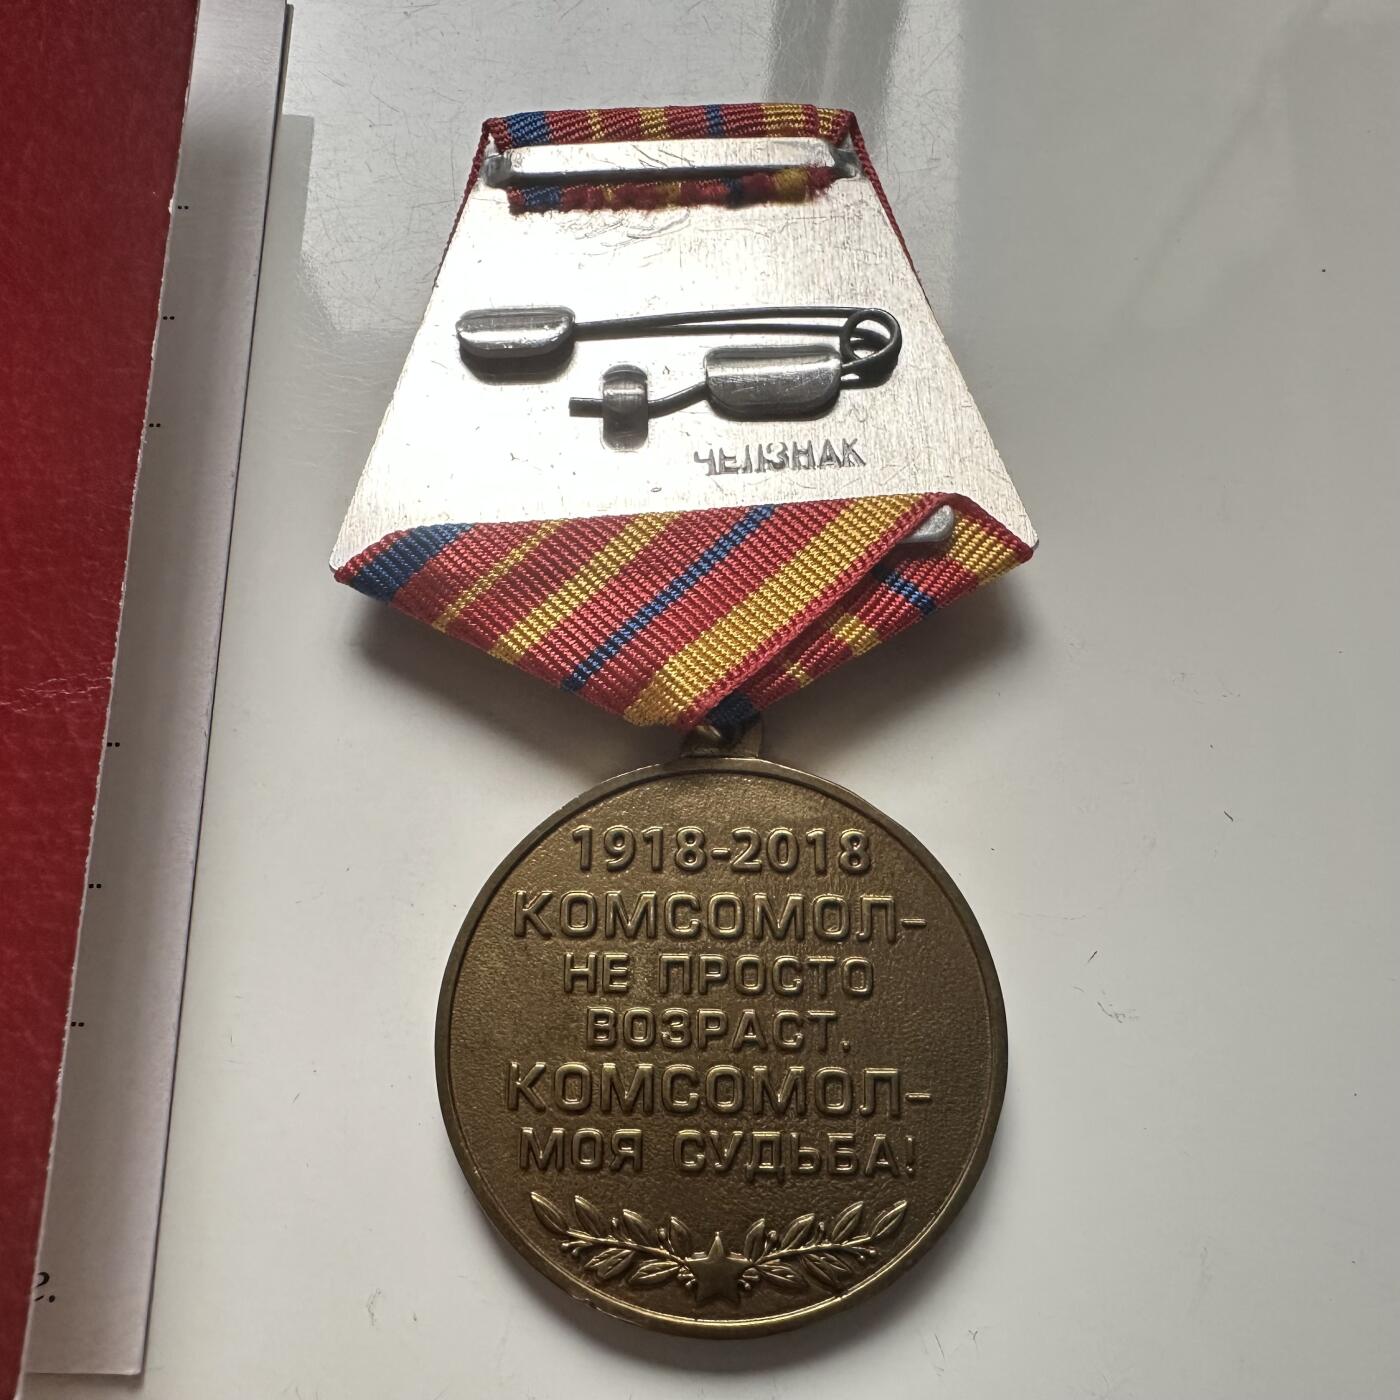 ЧЕЛЗНАК
1918-2018
КОМСОМОЛ-
НЕ ПРОСТО
ВОЗРАСТ.
КОМСОМОЛ-
МОЯ СУДЬБА!